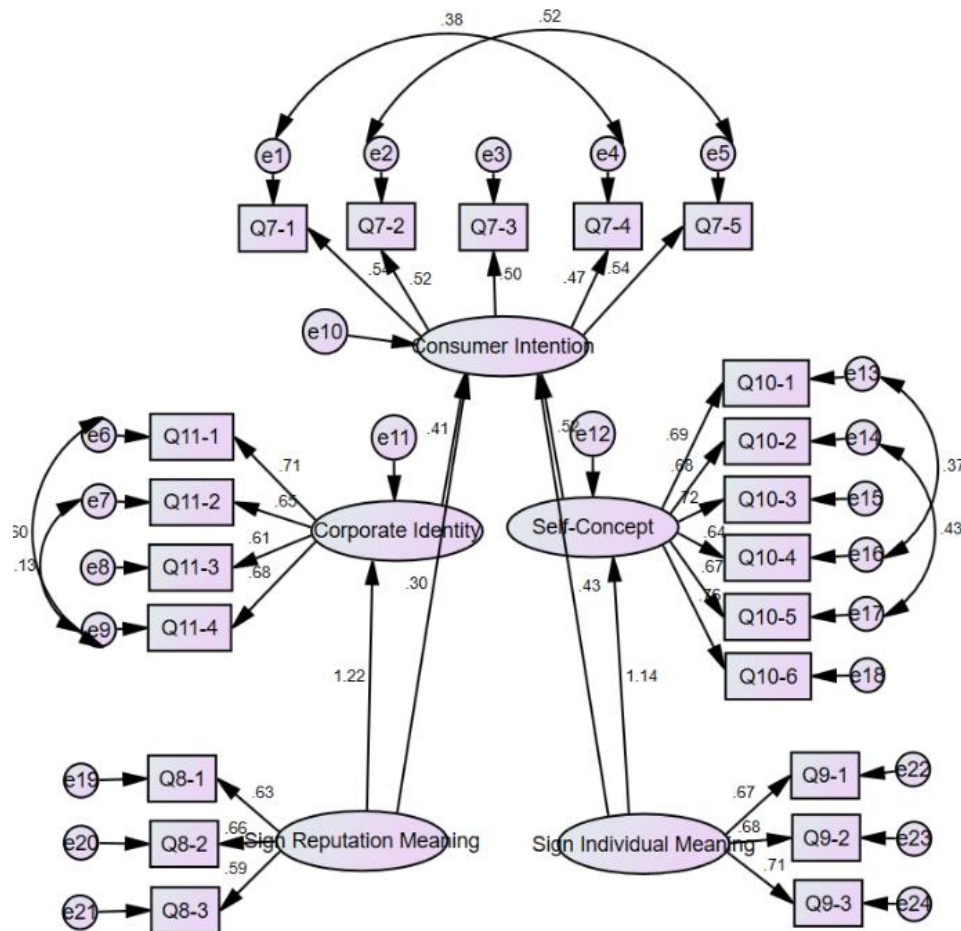 .38
.52
e1
e2
e3
e4
e5
Q7-1
Q7-2
Q7-3
Q7-4
Q7-5
.54
.52
.50
.47
.54
e10
Consumer Intention
e6
Q11-1
e7
Q11-2
e8
Q11-3
e9
Q11-4
.60
.13
.71
.65
.61
.68
e11
Corporate Identity
.41
.30
.52
.43
e12
Self-Concept
.69
.68
.72
.64
.67
Q10-1
e13
Q10-2
e14
Q10-3
e15
Q10-4
e16
Q10-5
e17
Q10-6
e18
.37
.43
1.22
1.14
e19
Q8-1
e20
Q8-2
e21
Q8-3
.63
.66
.59
Sign Reputation Meaning
Sign Individual Meaning
.67
.68
.71
Q9-1
e22
Q9-2
e23
Q9-3
e24